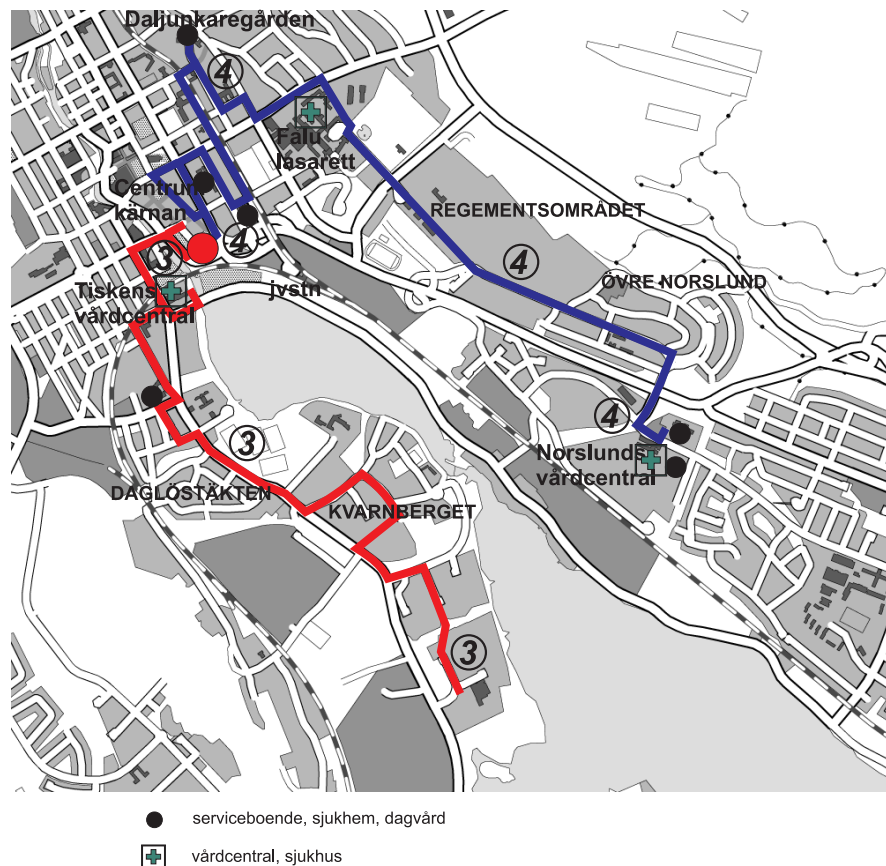 Daljunkaregården
4
Falu
lasarett
Centrum
kärnan
REGEMENTSOMRÅDET
4
3
4
4
ÖVRE NORSLUND
Tiskens
vårdcentral
jvstn
4
3
Norslunds
vårdcentral
DAGLÖSTÄKTEN
KVARNBERGET
3
serviceboende, sjukhem, dagvård
vårdcentral, sjukhus